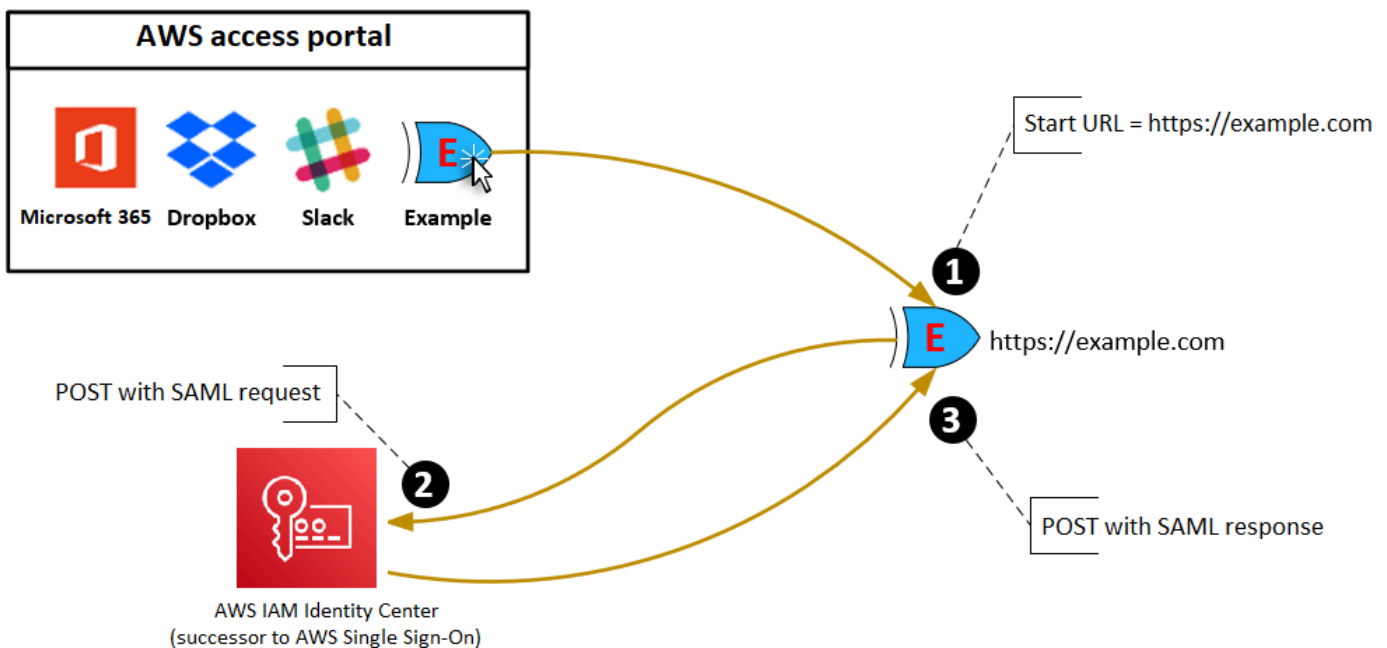 AWS access portal
E
Microsoft 365
Dropbox
Slack
Example
Start URL = https://example.com
1
E
https://example.com
POST with SAML request
2
3
POST with SAML response
AWS IAM Identity Center
(successor to AWS Single Sign-On)